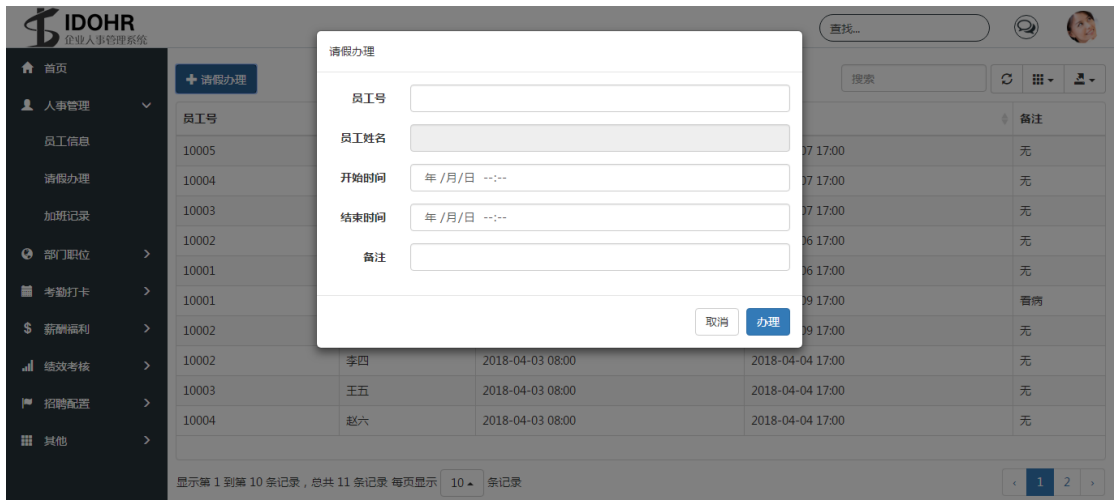 IDOHR
企业人事管理系统
查找...
首页
人事管理
员工信息
请假办理
加班记录
部门职位
考勤打卡
薪酬福利
绩效考核
招聘配置
其他
请假办理
搜索
员工号 备注
10005 07 17:00 无
10004 07 17:00 无
10003 07 17:00 无
10002 06 17:00 无
10001 06 17:00 无
10001 09 17:00 看病
10002 09 17:00 无
10002 李四 2018-04-03 08:00 2018-04-04 17:00 无
10003 王五 2018-04-03 08:00 2018-04-04 17:00 无
10004 赵六 2018-04-03 08:00 2018-04-04 17:00 无
显示第 1 到第 10 条记录，总共 11 条记录 每页显示 10 条记录
‹ 1 2 ›
请假办理
员工号
员工姓名
开始时间 年 /月/日 --:--
结束时间 年 /月/日 --:--
备注
取消 办理